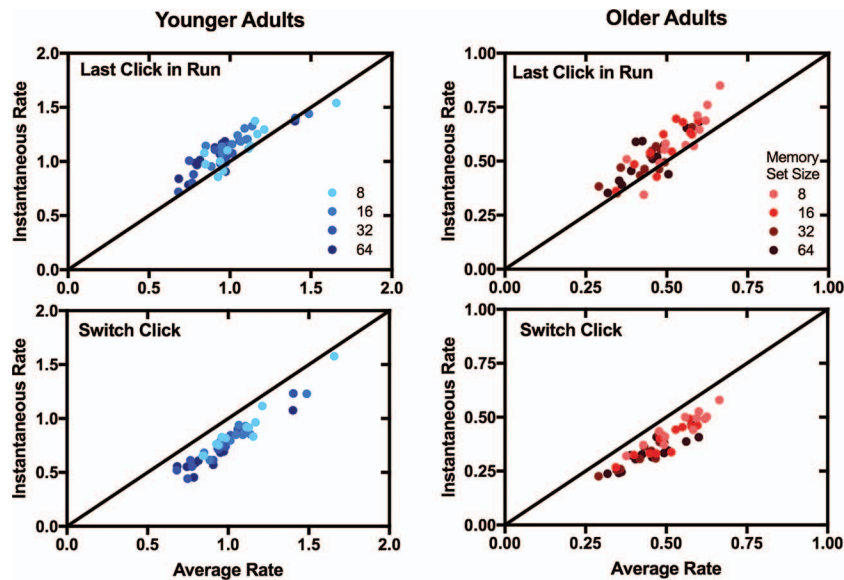 Younger Adults
Older Adults
Instantaneous Rate
2.0
1.5
1.0
0.5
0.0
Last Click in Run
8
16
32
64
0.0 0.5 1.0 1.5 2.0
Instantaneous Rate
1.00
0.75
0.50
0.25
0.00
Last Click in Run
Memory
Set Size
8
16
32
64
0.00 0.25 0.50 0.75 1.00
Instantaneous Rate
2.0
1.5
1.0
0.5
0.0
Switch Click
0.0 0.5 1.0 1.5 2.0
Average Rate
Instantaneous Rate
1.00
0.75
0.50
0.25
0.00
Switch Click
0.00 0.25 0.50 0.75 1.00
Average Rate